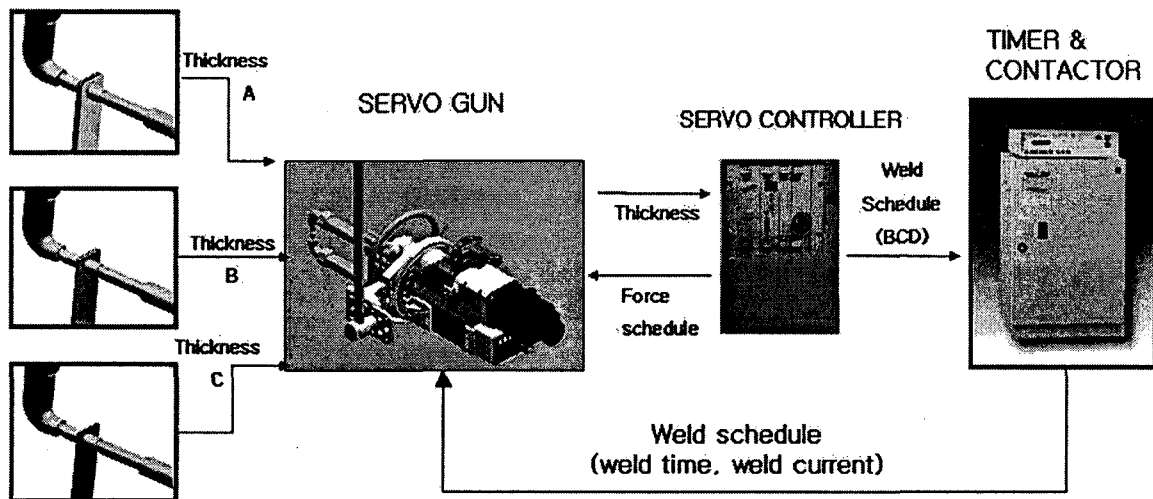 Thickness
A
Thickness
B
Thickness
C
SERVO GUN
Thickness
Force
schedule
SERVO CONTROLLER
Weld
Schedule
(BCD)
TIMER &
CONTACTOR
Weld schedule
(weld time, weld current)